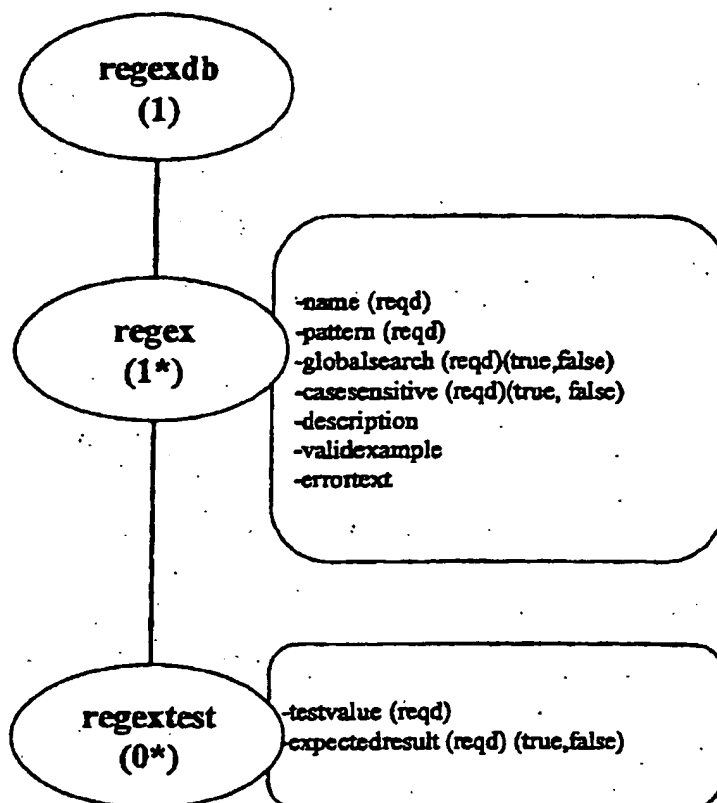 regexdb
(1)
regex
(1*)
-name (reqd)
-pattern (reqd)
-globalsearch (reqd)(true,false)
-casesensitive (reqd)(true, false)
-description
-validexample
-errortext
regextest
(0*)
-testvalue (reqd)
-expectedresult (reqd) (true,false)